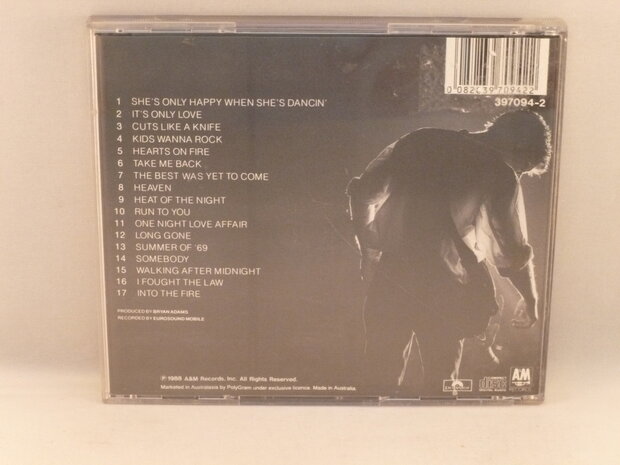 0 082839 709422
397094-2
1 SHE'S ONLY HAPPY WHEN SHE'S DANCIN'
2 IT'S ONLY LOVE
3 CUTS LIKE A KNIFE
4 KIDS WANNA ROCK
5 HEARTS ON FIRE
6 TAKE ME BACK
7 THE BEST WAS YET TO COME
8 HEAVEN
9 HEAT OF THE NIGHT
10 RUN TO YOU
11 ONE NIGHT LOVE AFFAIR
12 LONG GONE
13 SUMMER OF '69
14 SOMEBODY
15 WALKING AFTER MIDNIGHT
16 I FOUGHT THE LAW
17 INTO THE FIRE
PRODUCED BY BRYAN ADAMS
RECORDED BY EUROSOUND MOBILE
℗ 1988 A&M Records, Inc. All Rights Reserved.
Marketed in Australasia by PolyGram under exclusive licence. Made in Australia.
COMPACT
disc
DIGITAL AUDIO
A&M
RECORDS